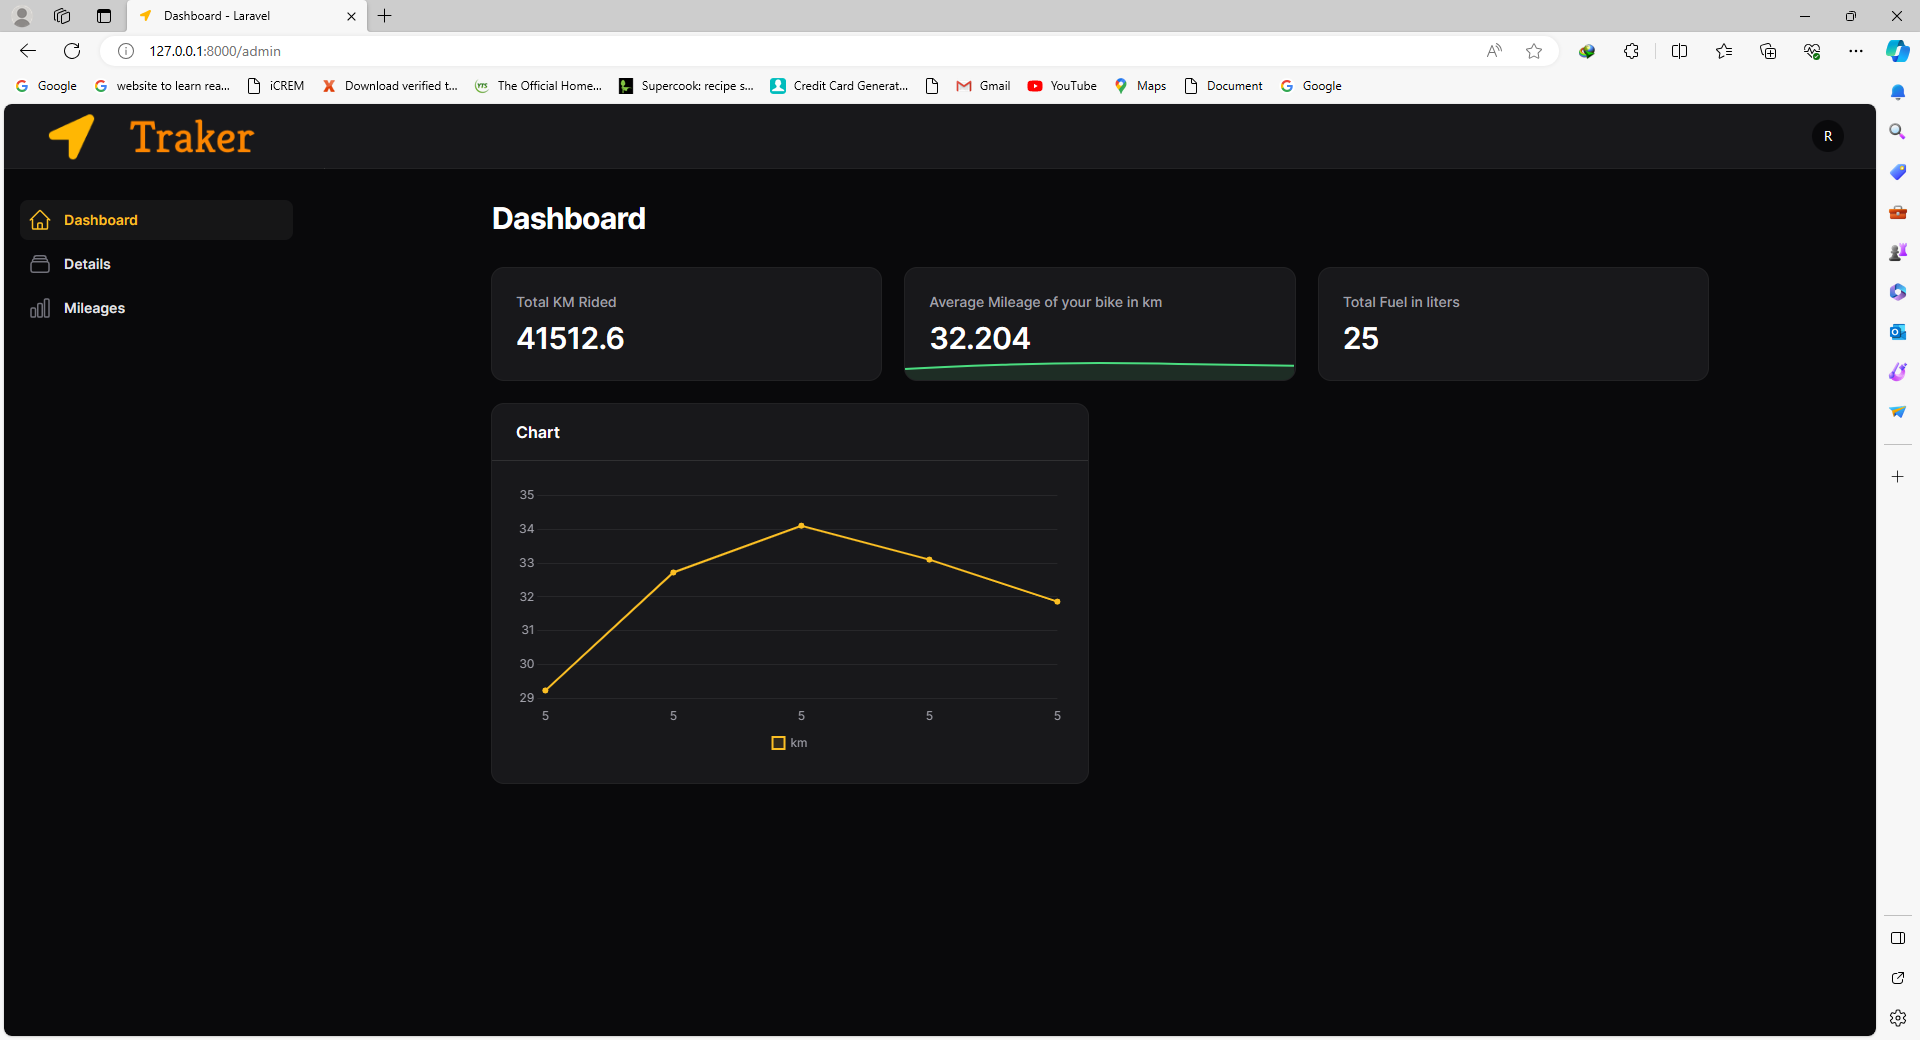 Dashboard - Laravel
127.0.0.1:8000/admin
Google
website to learn rea...
iCREM
Download verified t...
The Official Home...
Supercook: recipe s...
Credit Card Generat...
Gmail
YouTube
Maps
Document
Google
Traker
R
Dashboard
Details
Mileages
Dashboard
Total KM Rided
41512.6
Average Mileage of your bike in km
32.204
Total Fuel in liters
25
Chart
35
34
33
32
31
30
29
5 5 5 5 5
km